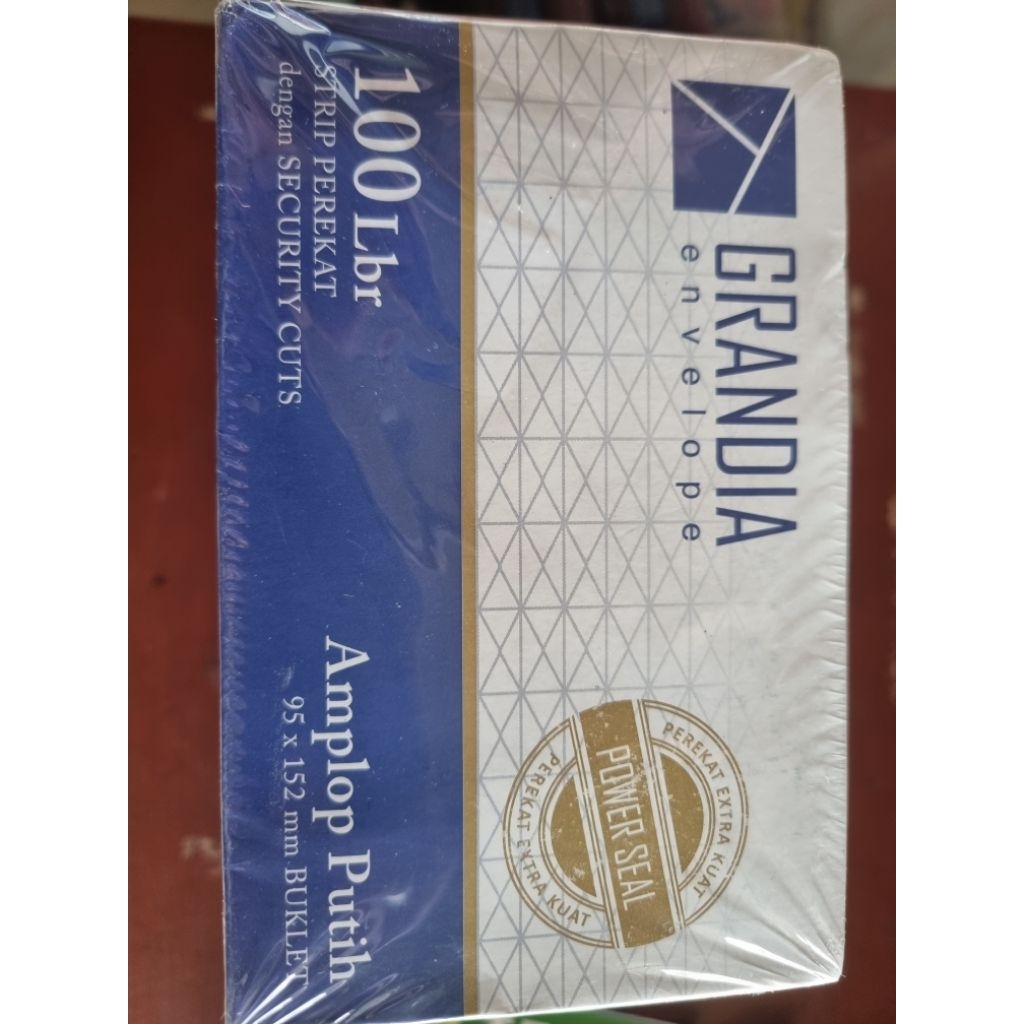 GRANDIA
envelope
PEREKAT EXTRA KUAT
POWER SEAL
PEREKAT EXTRA KUAT
100 Lbr
STRIP PEREKAT
dengan SECURITY CUTS
Amplop Putih
95 x 152 mm BUKLET